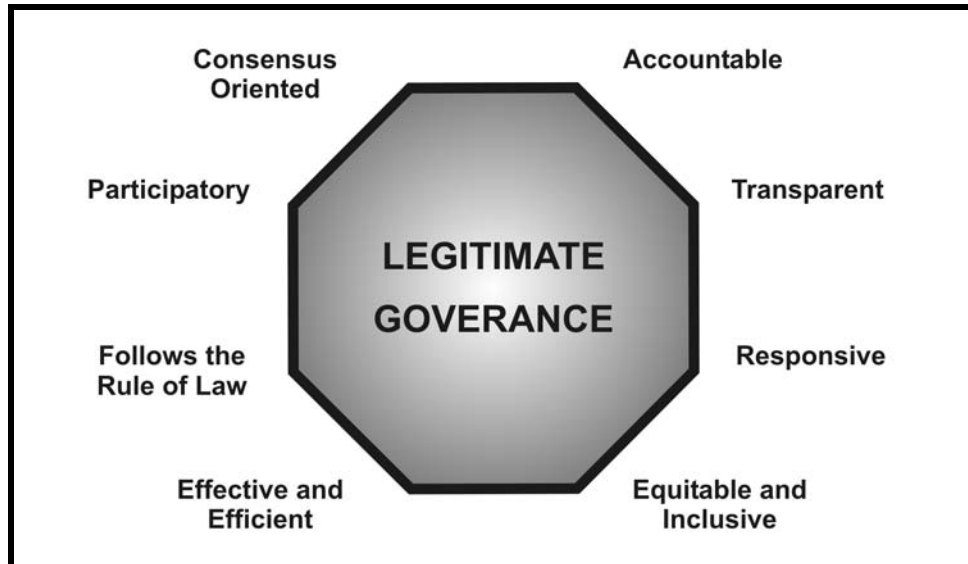 Consensus
Oriented
Accountable
Participatory
Transparent
LEGITIMATE
GOVERANCE
Follows the
Rule of Law
Responsive
Effective and
Efficient
Equitable and
Inclusive